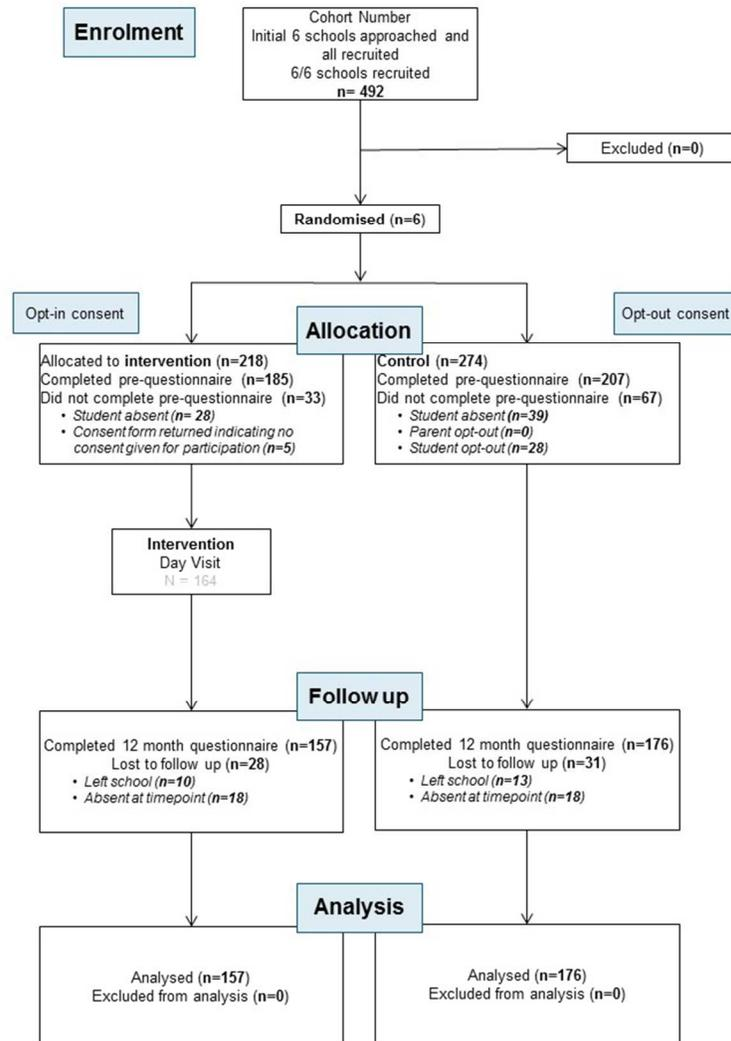 Enrolment
Cohort Number
Initial 6 schools approached and
all recruited
6/6 schools recruited
n= 492
Excluded (n=0)
Randomised (n=6)
Opt-in consent
Opt-out consent
Allocation
Allocated to intervention (n=218)
Completed pre-questionnaire (n=185)
Did not complete pre-questionnaire (n=33)
• Student absent (n= 28)
• Consent form returned indicating no
consent given for participation (n=5)
Control (n=274)
Completed pre-questionnaire (n=207)
Did not complete pre-questionnaire (n=67)
• Student absent (n=39)
• Parent opt-out (n=0)
• Student opt-out (n=28)
Intervention
Day Visit
N = 164
Follow up
Completed 12 month questionnaire (n=157)
Lost to follow up (n=28)
• Left school (n=10)
• Absent at timepoint (n=18)
Completed 12 month questionnaire (n=176)
Lost to follow up (n=31)
• Left school (n=13)
• Absent at timepoint (n=18)
Analysis
Analysed (n=157)
Excluded from analysis (n=0)
Analysed (n=176)
Excluded from analysis (n=0)